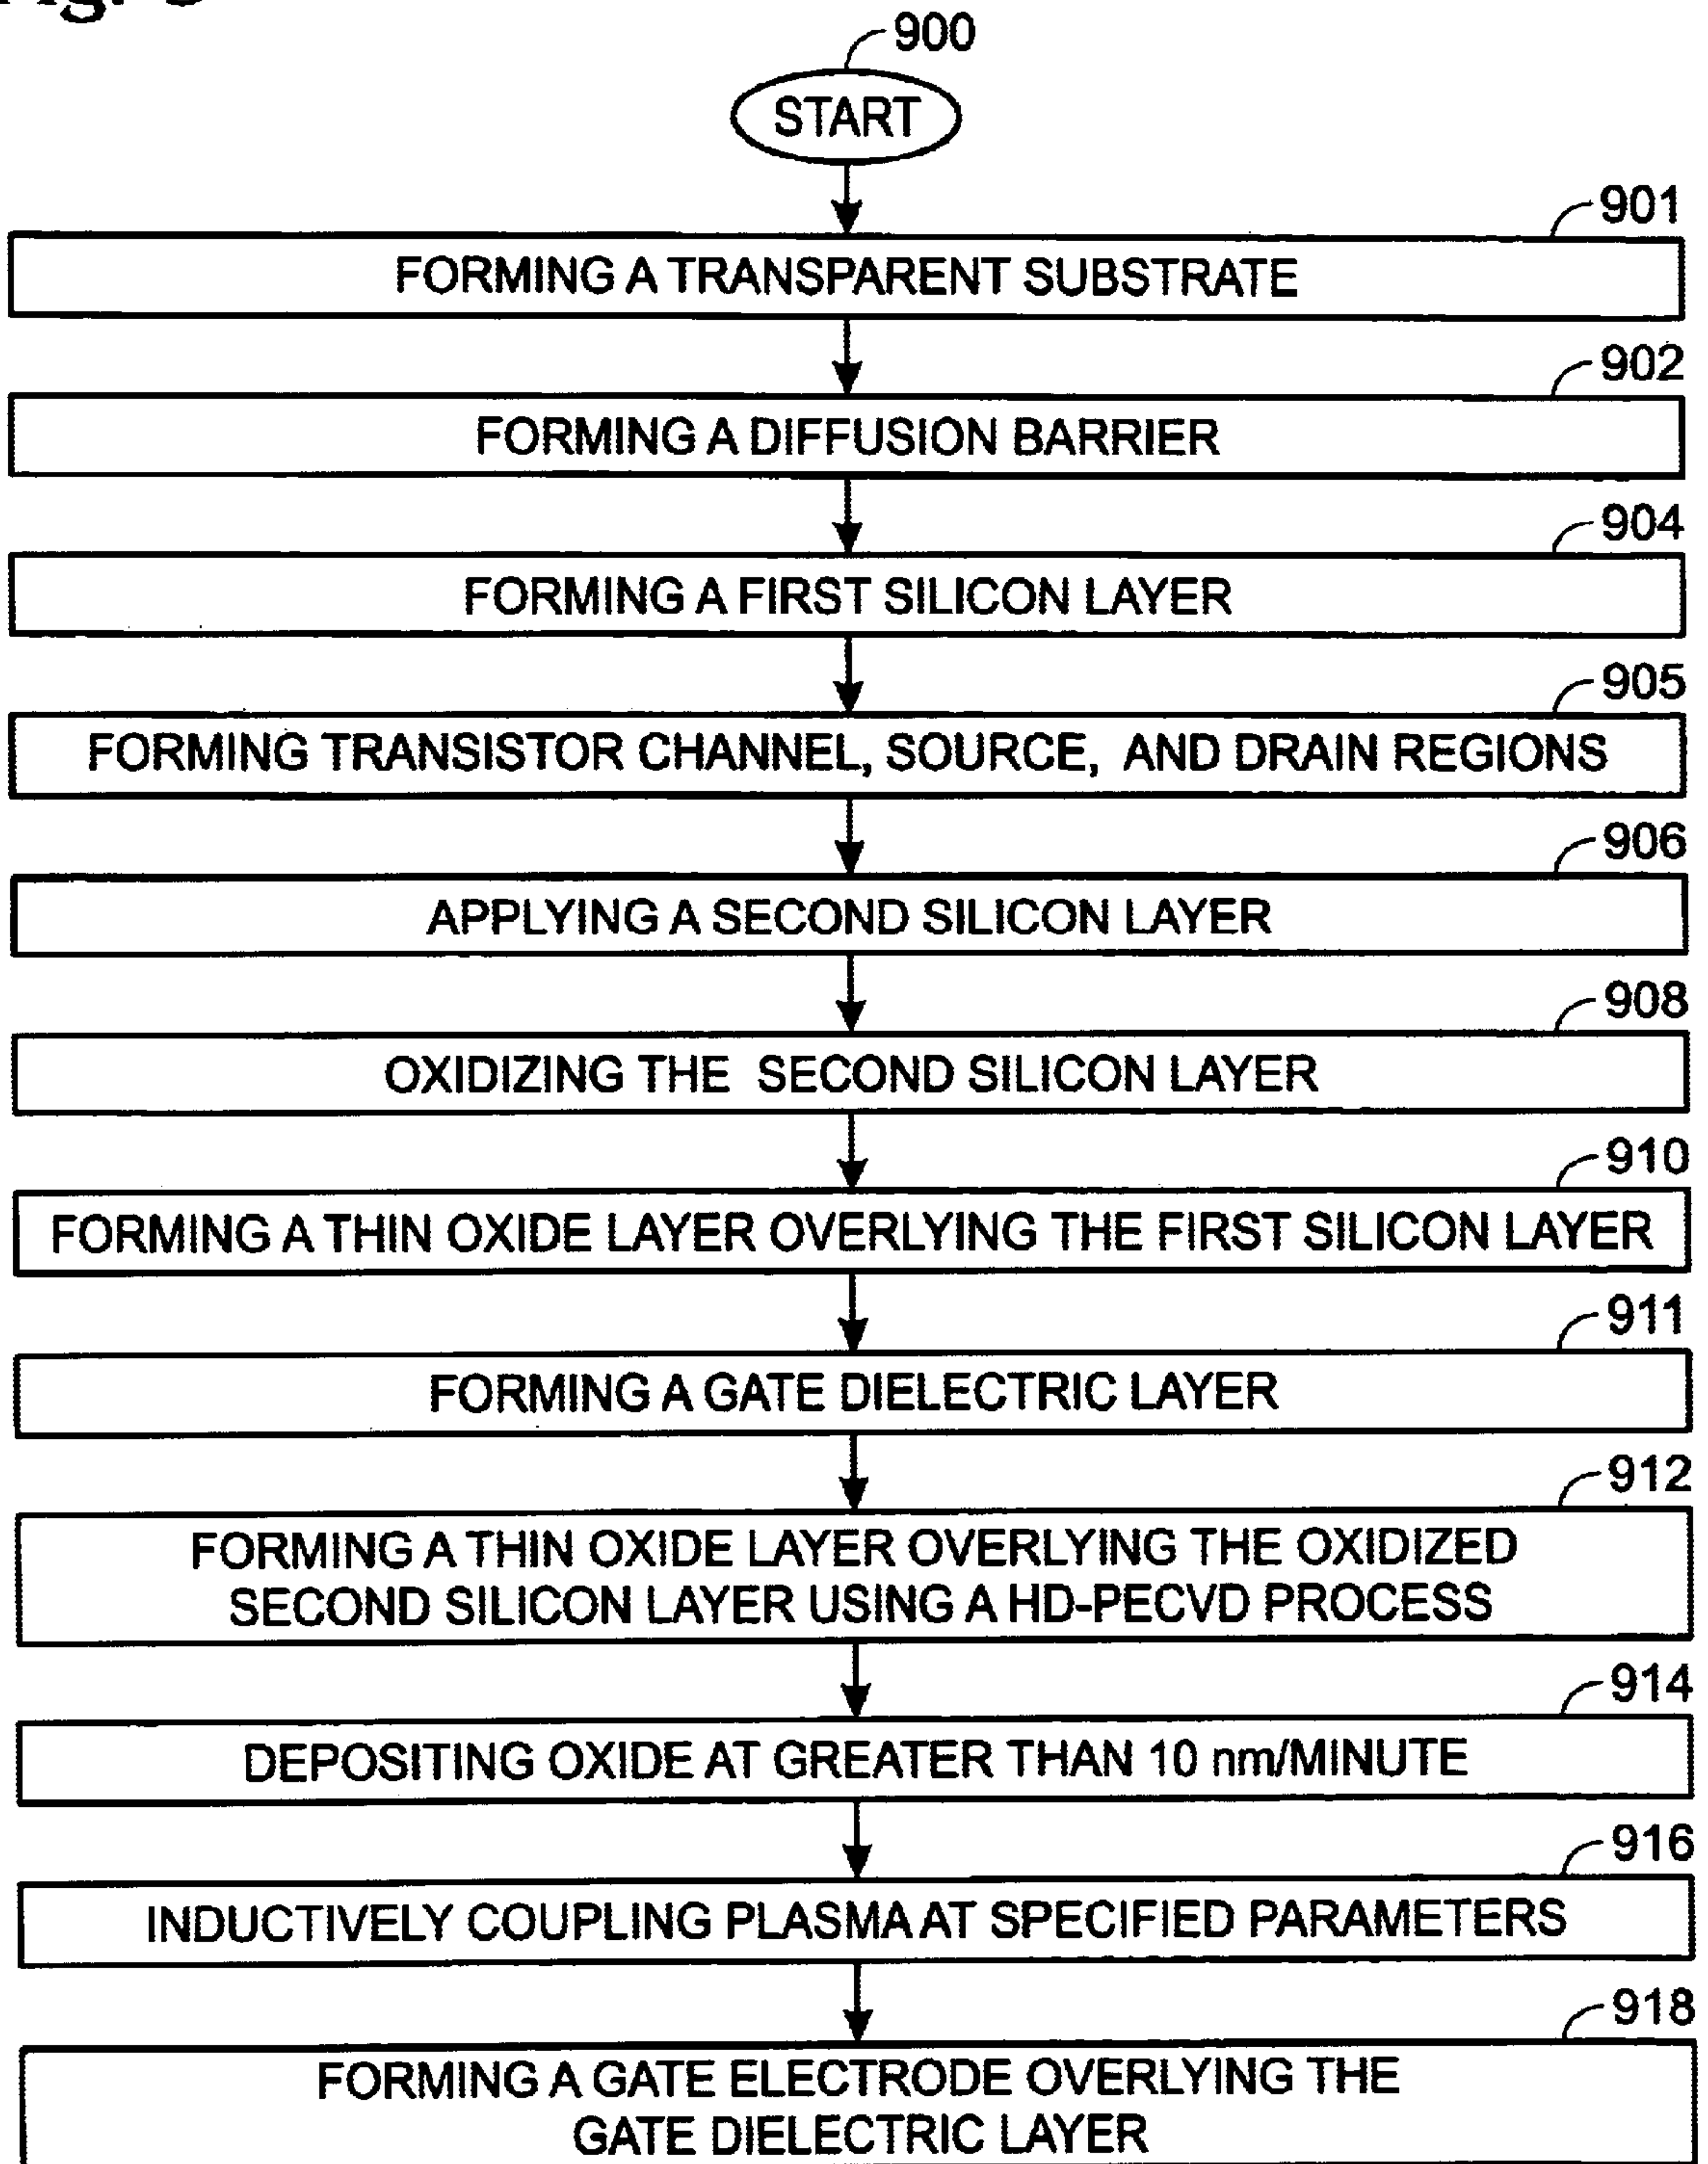 900
START
901
FORMING A TRANSPARENT SUBSTRATE
902
FORMING A DIFFUSION BARRIER
904
FORMING A FIRST SILICON LAYER
905
FORMING TRANSISTOR CHANNEL, SOURCE, AND DRAIN REGIONS
906
APPLYING A SECOND SILICON LAYER
908
OXIDIZING THE SECOND SILICON LAYER
910
FORMING A THIN OXIDE LAYER OVERLYING THE FIRST SILICON LAYER
911
FORMING A GATE DIELECTRIC LAYER
912
FORMING A THIN OXIDE LAYER OVERLYING THE OXIDIZED
SECOND SILICON LAYER USING A HD-PECVD PROCESS
914
DEPOSITING OXIDE AT GREATER THAN 10 nm/MINUTE
916
INDUCTIVELY COUPLING PLASMA AT SPECIFIED PARAMETERS
918
FORMING A GATE ELECTRODE OVERLYING THE
GATE DIELECTRIC LAYER